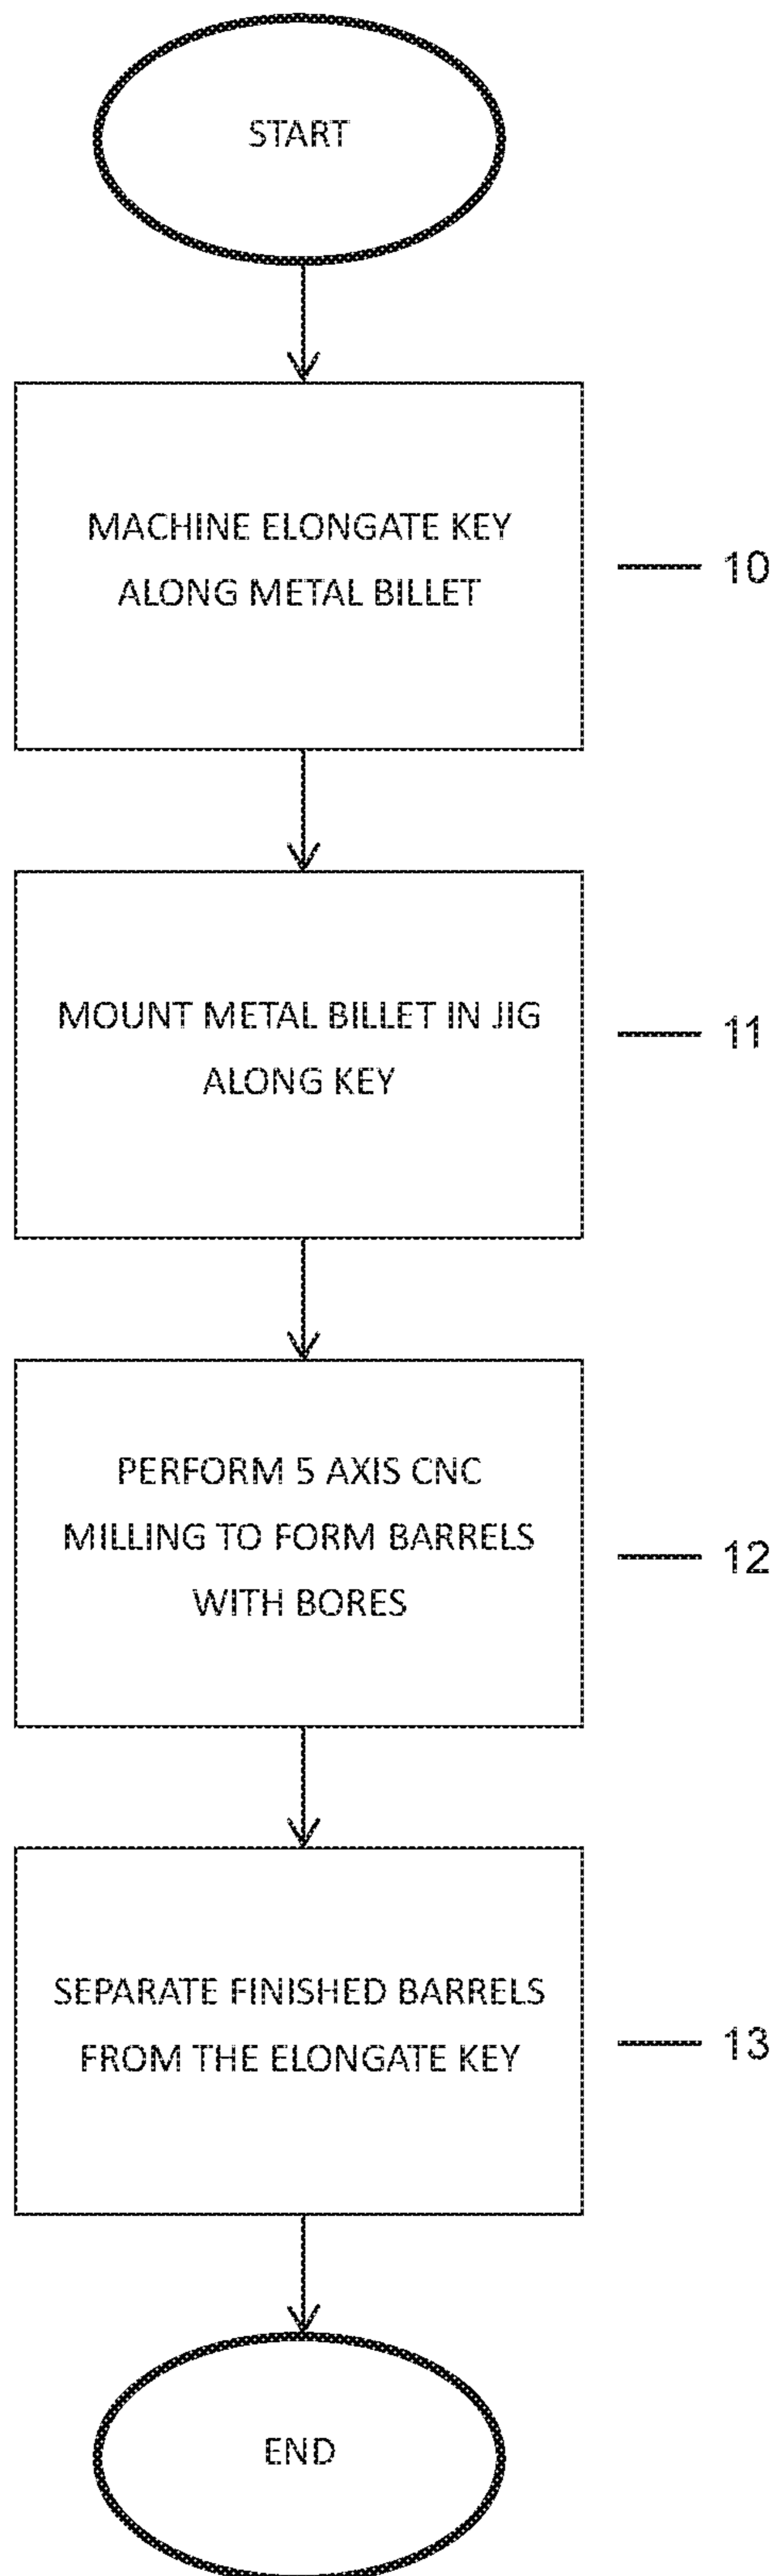 START
MACHINE ELONGATE KEY
ALONG METAL BILLET
10
MOUNT METAL BILLET IN JIG
ALONG KEY
11
PERFORM 5 AXIS CNC
MILLING TO FORM BARRELS
WITH BORES
12
SEPARATE FINISHED BARRELS
FROM THE ELONGATE KEY
13
END